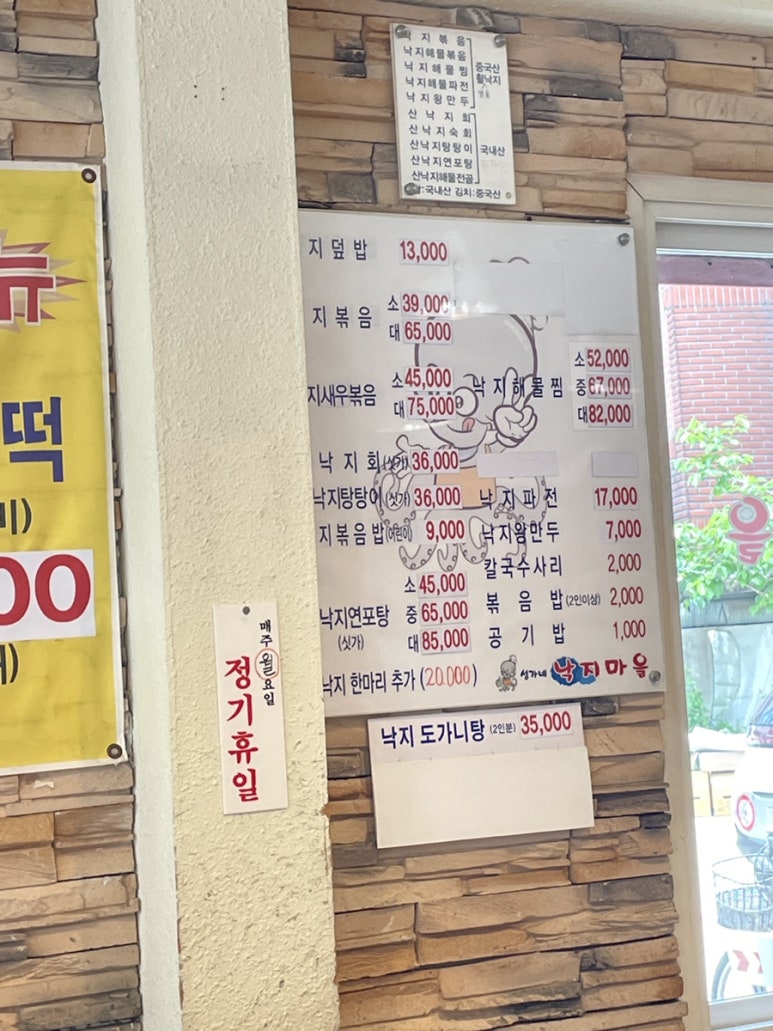 낙지볶음
낙지해물볶음
낙지해물찜
낙지해물파전
낙지왕만두
중국산
활낙지
냉동
산낙지회
산낙지숙회
산낙지탕탕이
산낙지연포탕
산낙지해물전골
국내산
:국내산 김치:중국산
지덮밥 13,000
지볶음 소 39,000
대 65,000
지새우볶음 소 45,000
대 75,000
낙지회(싯가) 36,000
낙지탕탕이(싯가) 36,000
지볶음밥(어린이) 9,000
낙지연포탕
(싯가)
소 45,000
중 65,000
대 85,000
낙지 한마리 추가 (20.000)
낙지해물찜
소 52,000
중 67,000
대 82,000
낙지파전 17,000
낙지왕만두 7,000
칼국수사리 2,000
볶음밥(2인이상) 2,000
공기밥 1,000
섬가네 낙지마을
낙지 도가니탕 (2인분) 35,000
매주 월요일
정기휴일
뉴
떡
비)
00
을